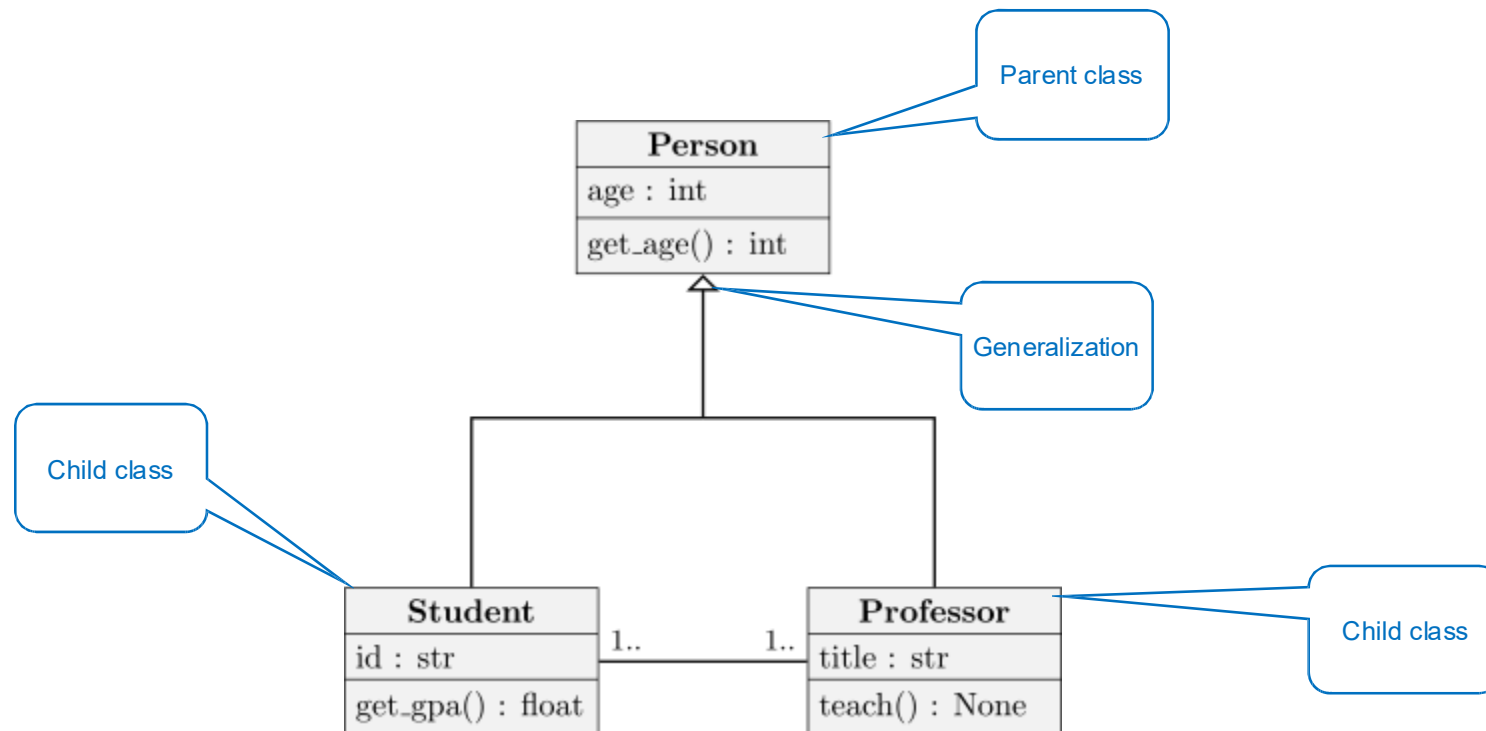 Parent class
Person
age : int
get_age() : int
Generalization
Child class
Student
id : str
get_gpa() : float
1..
1..
Professor
title : str
teach() : None
Child class